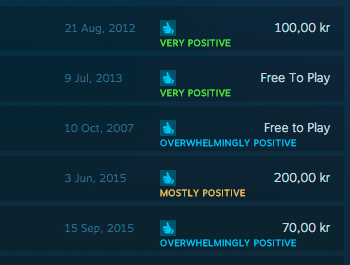 21 Aug, 2012 100,00 kr
VERY POSITIVE
9 Jul, 2013 Free To Play
VERY POSITIVE
10 Oct, 2007 Free to Play
OVERWHELMINGLY POSITIVE
3 Jun, 2015 200,00 kr
MOSTLY POSITIVE
15 Sep, 2015 70,00 kr
OVERWHELMINGLY POSITIVE